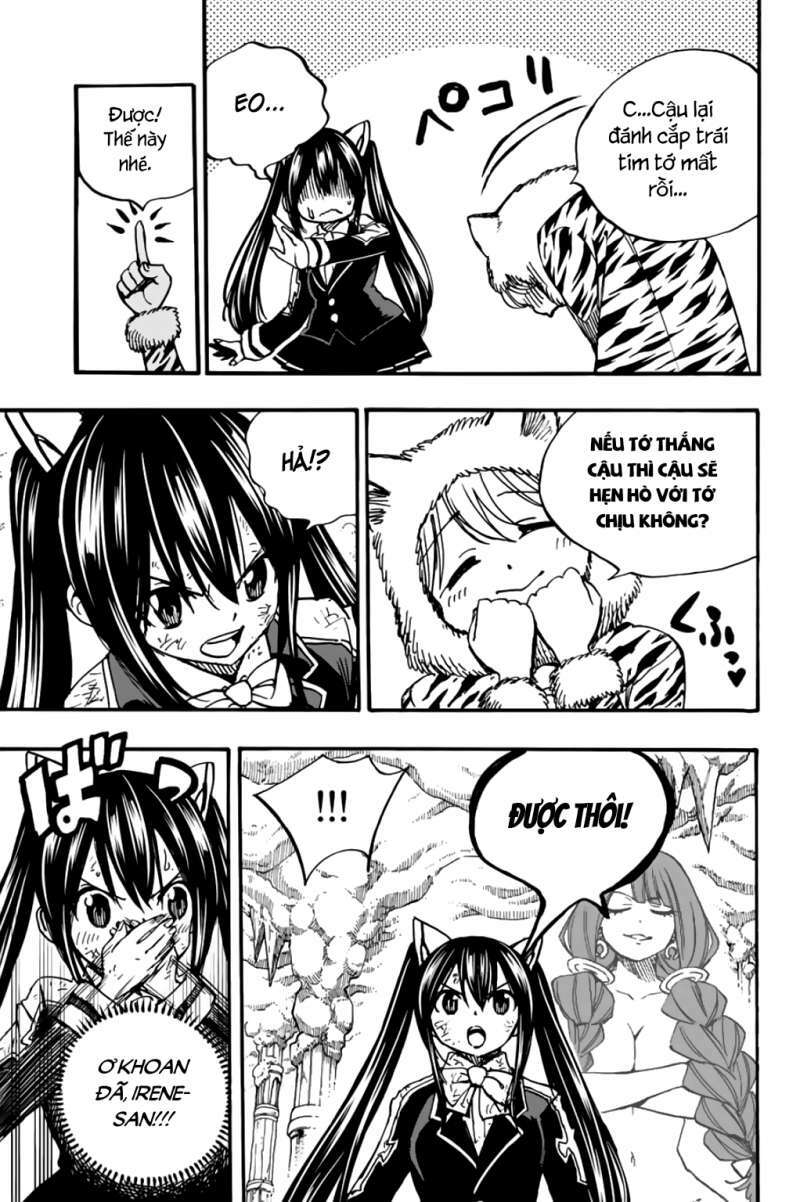 C...Cậu lại
đánh cắp trái
tim tớ mất
rồi...
ペコリ
EO...
Được!
Thế này
nhé.
NẾU TỚ THẮNG
CẬU THÌ CẬU SẼ
HẸN HÒ VỚI TỚ
CHỊU KHÔNG?
くふっ♥
HẢ!?
ĐƯỢC THÔI!
!!!
ばっ
Ơ KHOAN
ĐÃ, IRENE-
SAN!!!